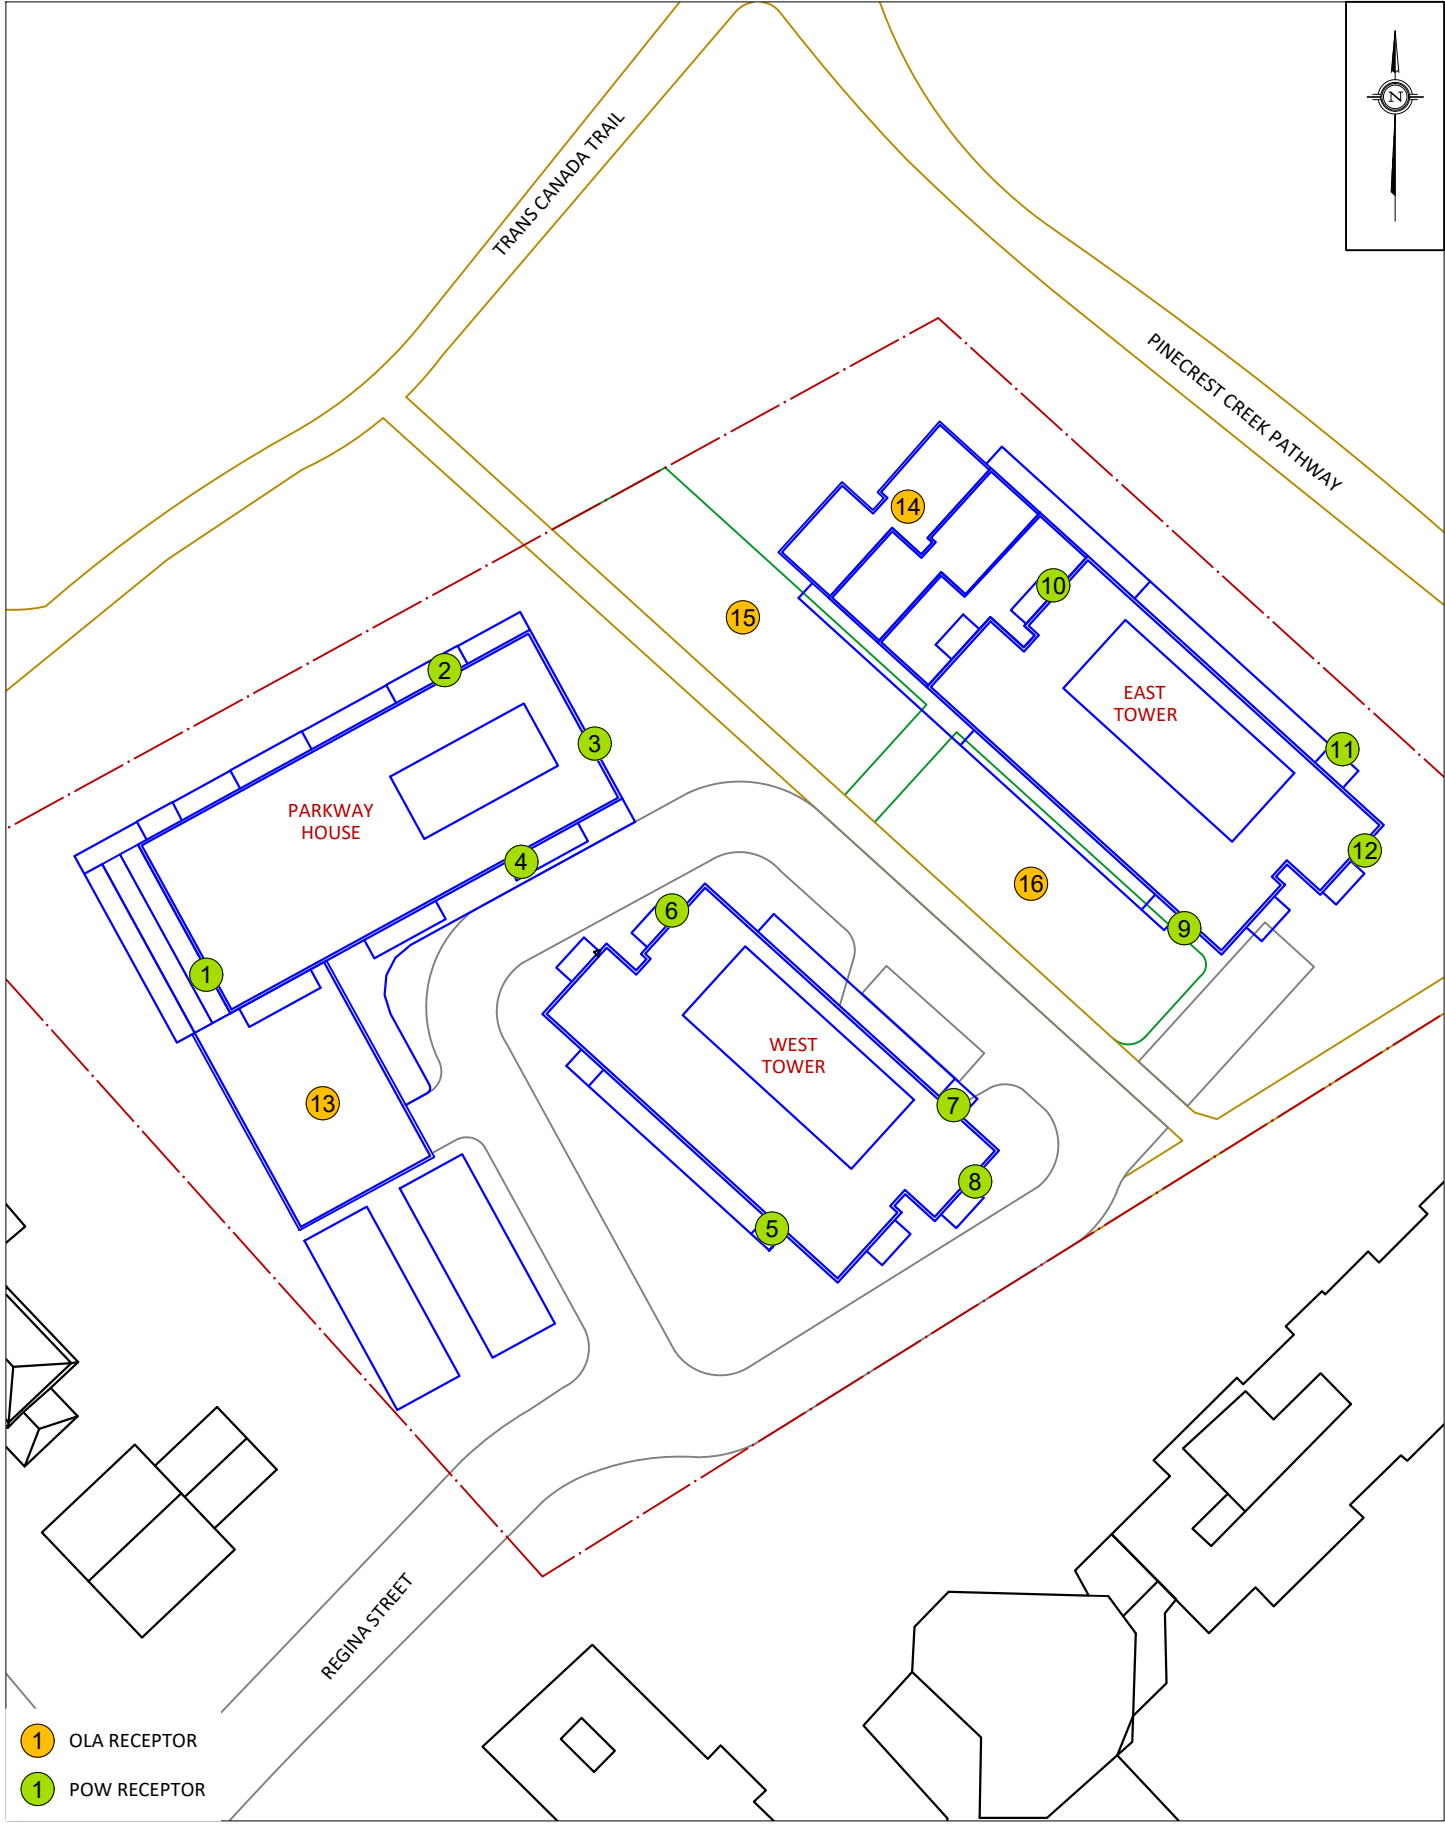 N
TRANS CANADA TRAIL
PINECREST CREEK PATHWAY
14
10
15
2
EAST
TOWER
3
11
PARKWAY
HOUSE
4
12
16
6
9
1
WEST
TOWER
13
7
8
5
REGINA STREET
1 OLA RECEPTOR
1 POW RECEPTOR